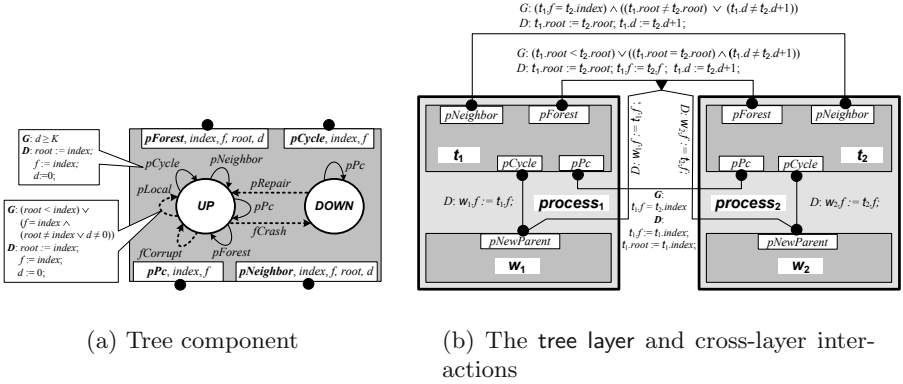 G: (t₁.f = t₂.index) ∧ ((t₁.root ≠ t₂.root) ∨ (t₁.d ≠ t₂.d+1))
D: t₁.root := t₂.root; t₁.d := t₂.d+1;
G: (t₁.root < t₂.root) ∨ ((t₁.root = t₂.root) ∧ (t₁.d ≠ t₂.d+1))
D: t₁.root := t₂.root; t₁.f := t₂.f ; t₁.d := t₂.d+1;
G: d ≥ K
D: root := index;
f := index;
d:=0;
pForest, index, f, root, d
pCycle, index, f
pCycle
pNeighbor
pPc
pLocal
pRepair
UP
pPc
DOWN
fCrash
fCorrupt
pForest
G: (root < index) ∨
(f = index ∧
(root ≠ index ∨ d ≠ 0))
D: root := index;
f := index;
d := 0;
pPc, index, f
pNeighbor, index, f, root, d
(a) Tree component
pNeighbor
pForest
t₁
pCycle
pPc
D: w₁.f := t₁.f ;
D: w₁.f := t₁.f;
process₁
pNewParent
w₁
G:
t₁.f = t₂.index
D:
t₁.f := t₁.index;
t₁.root := t₁.index;
D: w₂.f := t₂.f;
pForest
pNeighbor
t₂
pPc
pCycle
process₂
D: w₂.f := t₂.f;
pNewParent
w₂
(b) The tree layer and cross-layer inter-
actions